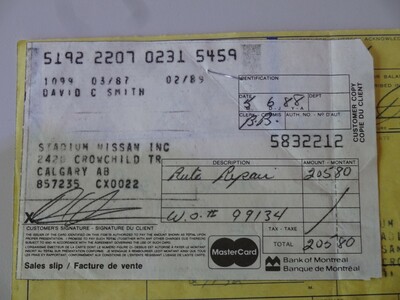 5192 2207 0231 5459
1094 03/87 02/89
DAVID C SMITH
IDENTIFICATION
DATE
DEPT.
5 6, 88
AUTH. NO. - Nº D'AUT.
5832212
CUSTOMER COPY
COPIE DU CLIENT
STADIUM NISSAN INC
2420 CROWCHILD TR
CALGARY AB
857235 CX0022
DESCRIPTION
AMOUNT - MONTANT
Auto Repair 205 80
W.O.# 99134
X
CUSTOMER'S SIGNATURE - SIGNATURE DU CLIENT
TAX - TAXE
TOTAL 205 80
Sales slip / Facture de vente
MasterCard
Bank of Montreal
Banque de Montréal